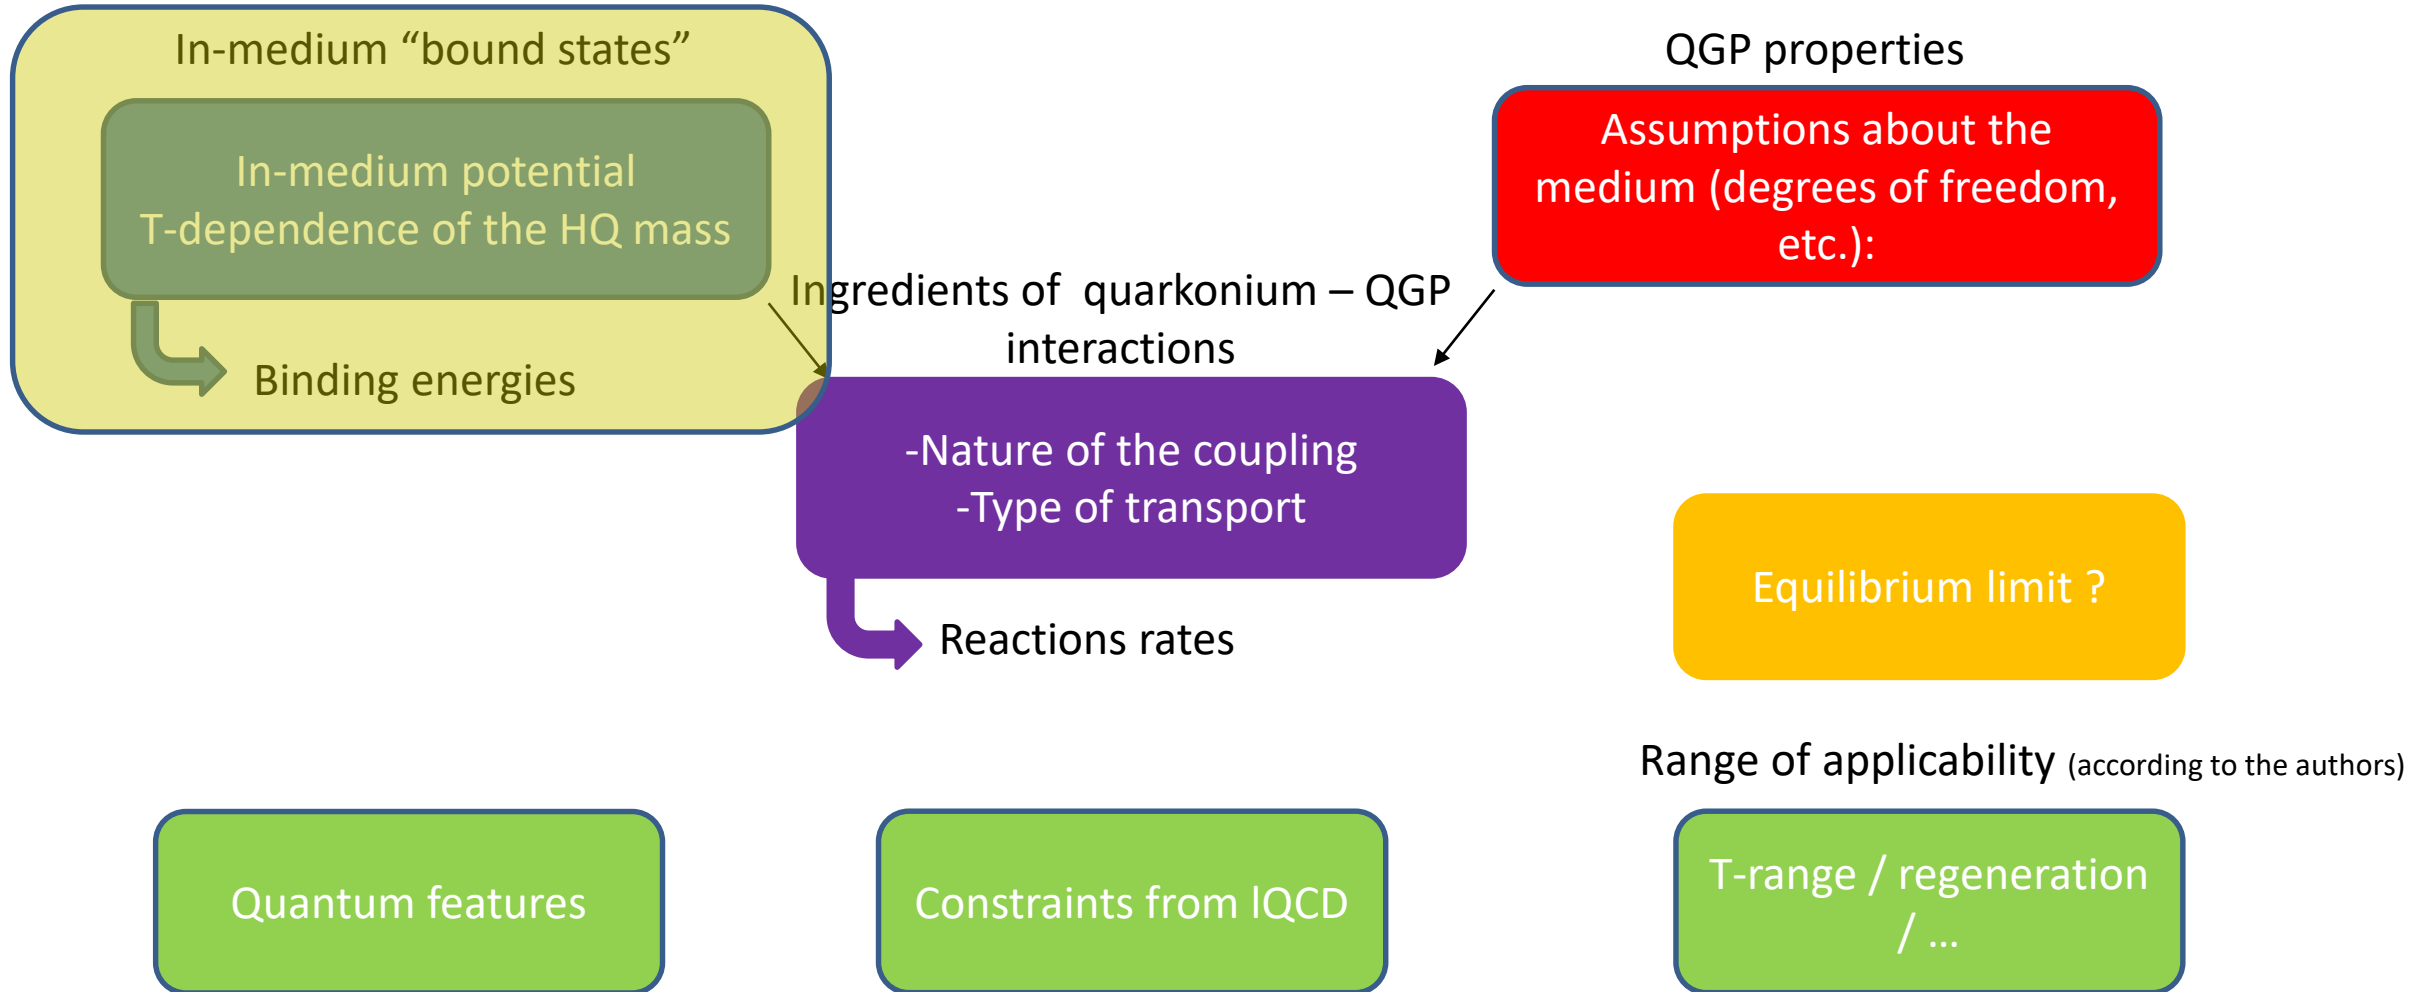 In-medium “bound states”
In-medium potential
T-dependence of the HQ mass
Binding energies
QGP properties
Assumptions about the
medium (degrees of freedom,
etc.):
Ingredients of quarkonium – QGP
interactions
-Nature of the coupling
-Type of transport
Reactions rates
Equilibrium limit ?
Range of applicability (according to the authors)
Quantum features
Constraints from lQCD
T-range / regeneration
/ ...